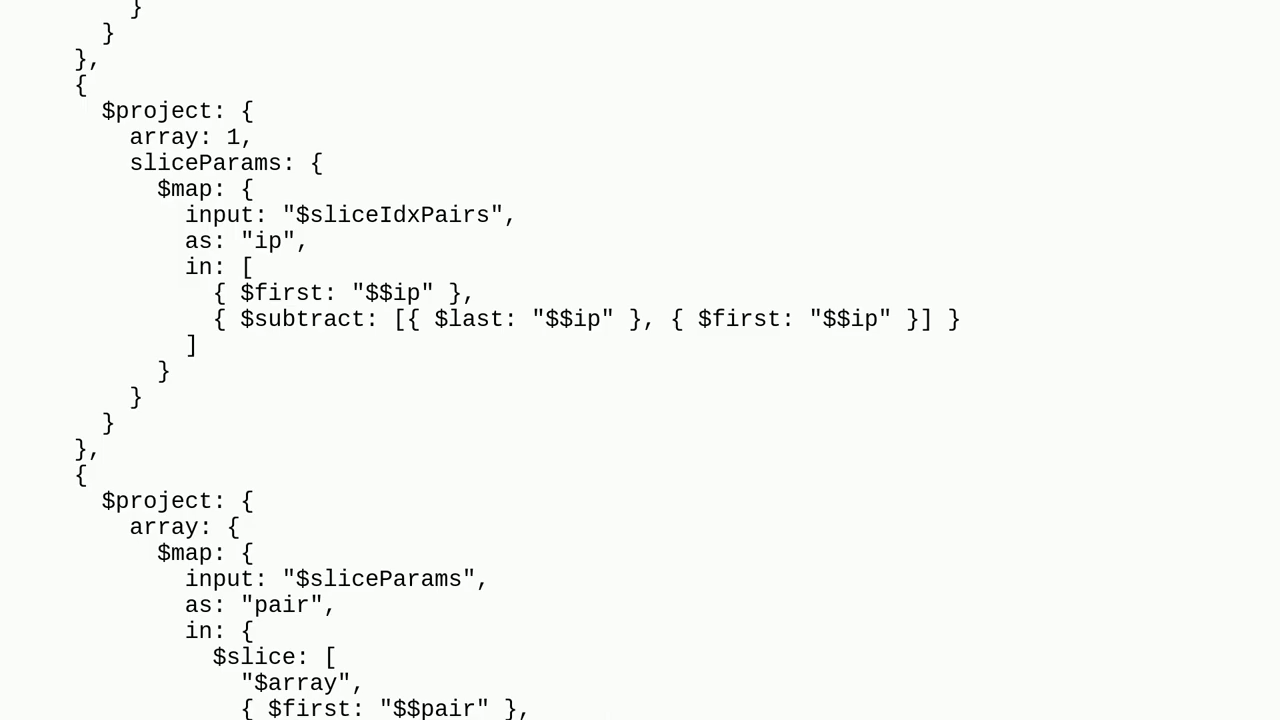 }
}
},
{
$project: {
array: 1,
sliceParams: {
$map: {
input: "$sliceIdxPairs",
as: "ip",
in: [
{ $first: "$$ip" },
{ $subtract: [{ $last: "$$ip" }, { $first: "$$ip" }] }
]
}
}
}
},
{
$project: {
array: {
$map: {
input: "$sliceParams",
as: "pair",
in: {
$slice: [
"$array",
{ $first: "$$pair" },